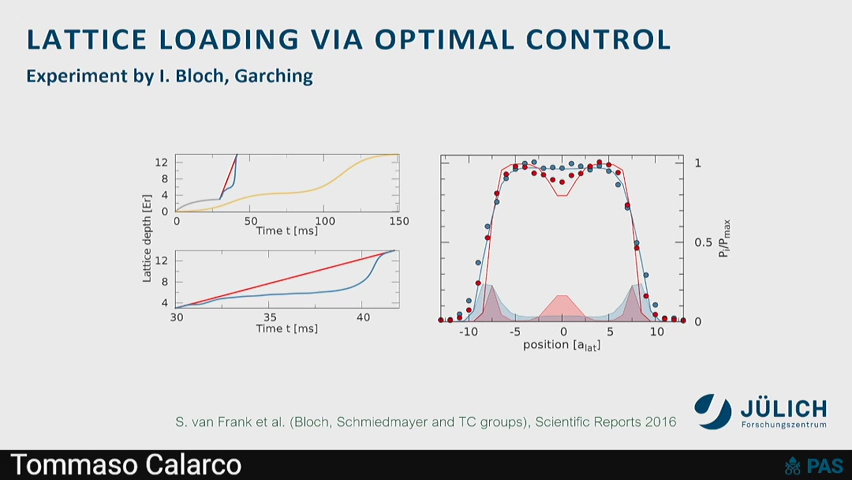 LATTICE LOADING VIA OPTIMAL CONTROL
Experiment by I. Bloch, Garching
Lattice depth [Er]
12
8
4
0
0 50 100 150
Time t [ms]
12
8
4
30 35 40
Time t [ms]
1
0.5
0
Pi/Pmax
-10 -5 0 5 10
position [alat]
S. van Frank et al. (Bloch, Schmiedmayer and TC groups), Scientific Reports 2016
JÜLICH
Forschungszentrum
Tommaso Calarco
PAS